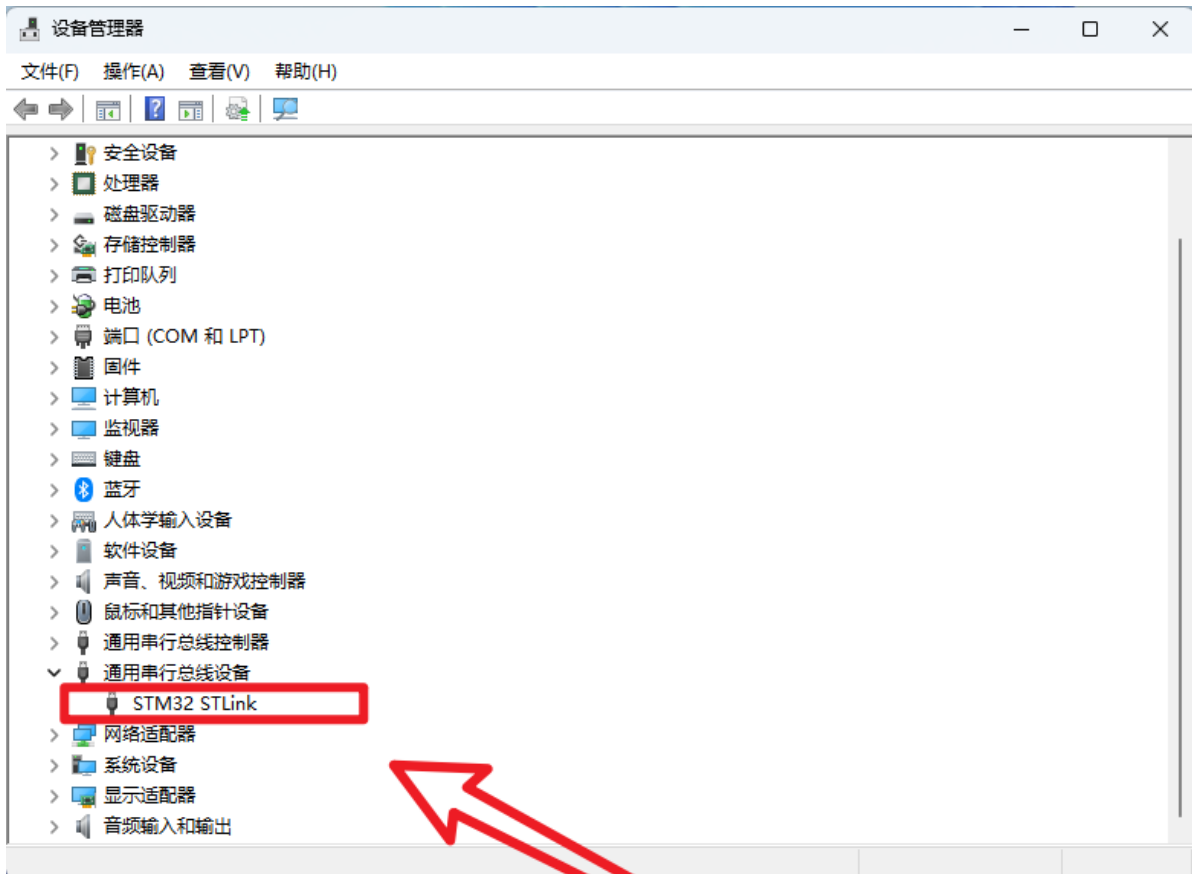 设备管理器
文件(F) 操作(A) 查看(V) 帮助(H)
安全设备
处理器
磁盘驱动器
存储控制器
打印队列
电池
端口 (COM 和 LPT)
固件
计算机
监视器
键盘
蓝牙
人体学输入设备
软件设备
声音、视频和游戏控制器
鼠标和其他指针设备
通用串行总线控制器
通用串行总线设备
STM32 STLink
网络适配器
系统设备
显示适配器
音频输入和输出